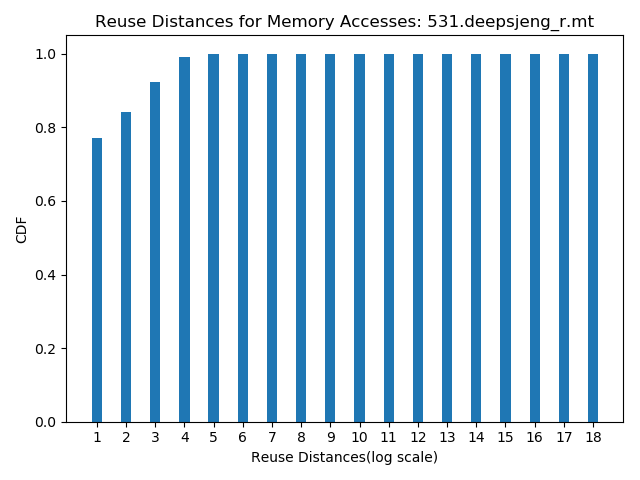 Reuse Distances for Memory Accesses: 531.deepsjeng_r.mt
1.0
0.8
0.6
0.4
0.2
0.0
CDF
1 2 3 4 5 6 7 8 9 10 11 12 13 14 15 16 17 18
Reuse Distances(log scale)